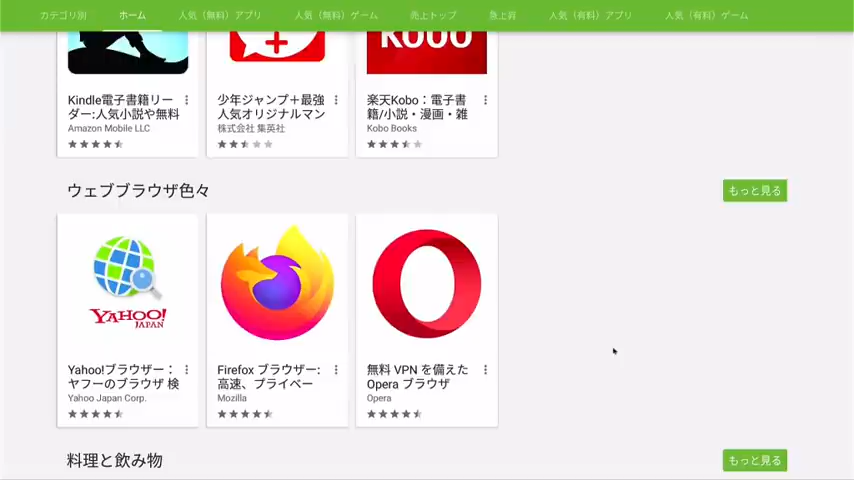 カテゴリ別 ホーム 人気（無料）アプリ 人気（無料）ゲーム 売上トップ 急上昇 人気（有料）アプリ 人気（有料）ゲーム
Kobo
Kindle電子書籍リー
ダー:人気小説や無料
Amazon Mobile LLC
少年ジャンプ＋最強
人気オリジナルマン
株式会社 集英社
楽天Kobo：電子書
籍/小説・漫画・雑
Kobo Books
ウェブブラウザ色々
もっと見る
YAHOO!
JAPAN
Yahoo!ブラウザー：
ヤフーのブラウザ 検
Yahoo Japan Corp.
Firefox ブラウザー:
高速、プライベー
Mozilla
無料 VPN を備えた
Opera ブラウザ
Opera
料理と飲み物
もっと見る